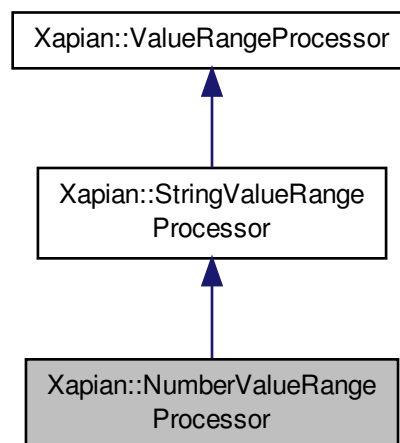 Xapian::ValueRangeProcessor
Xapian::StringValueRange
Processor
Xapian::NumberValueRange
Processor